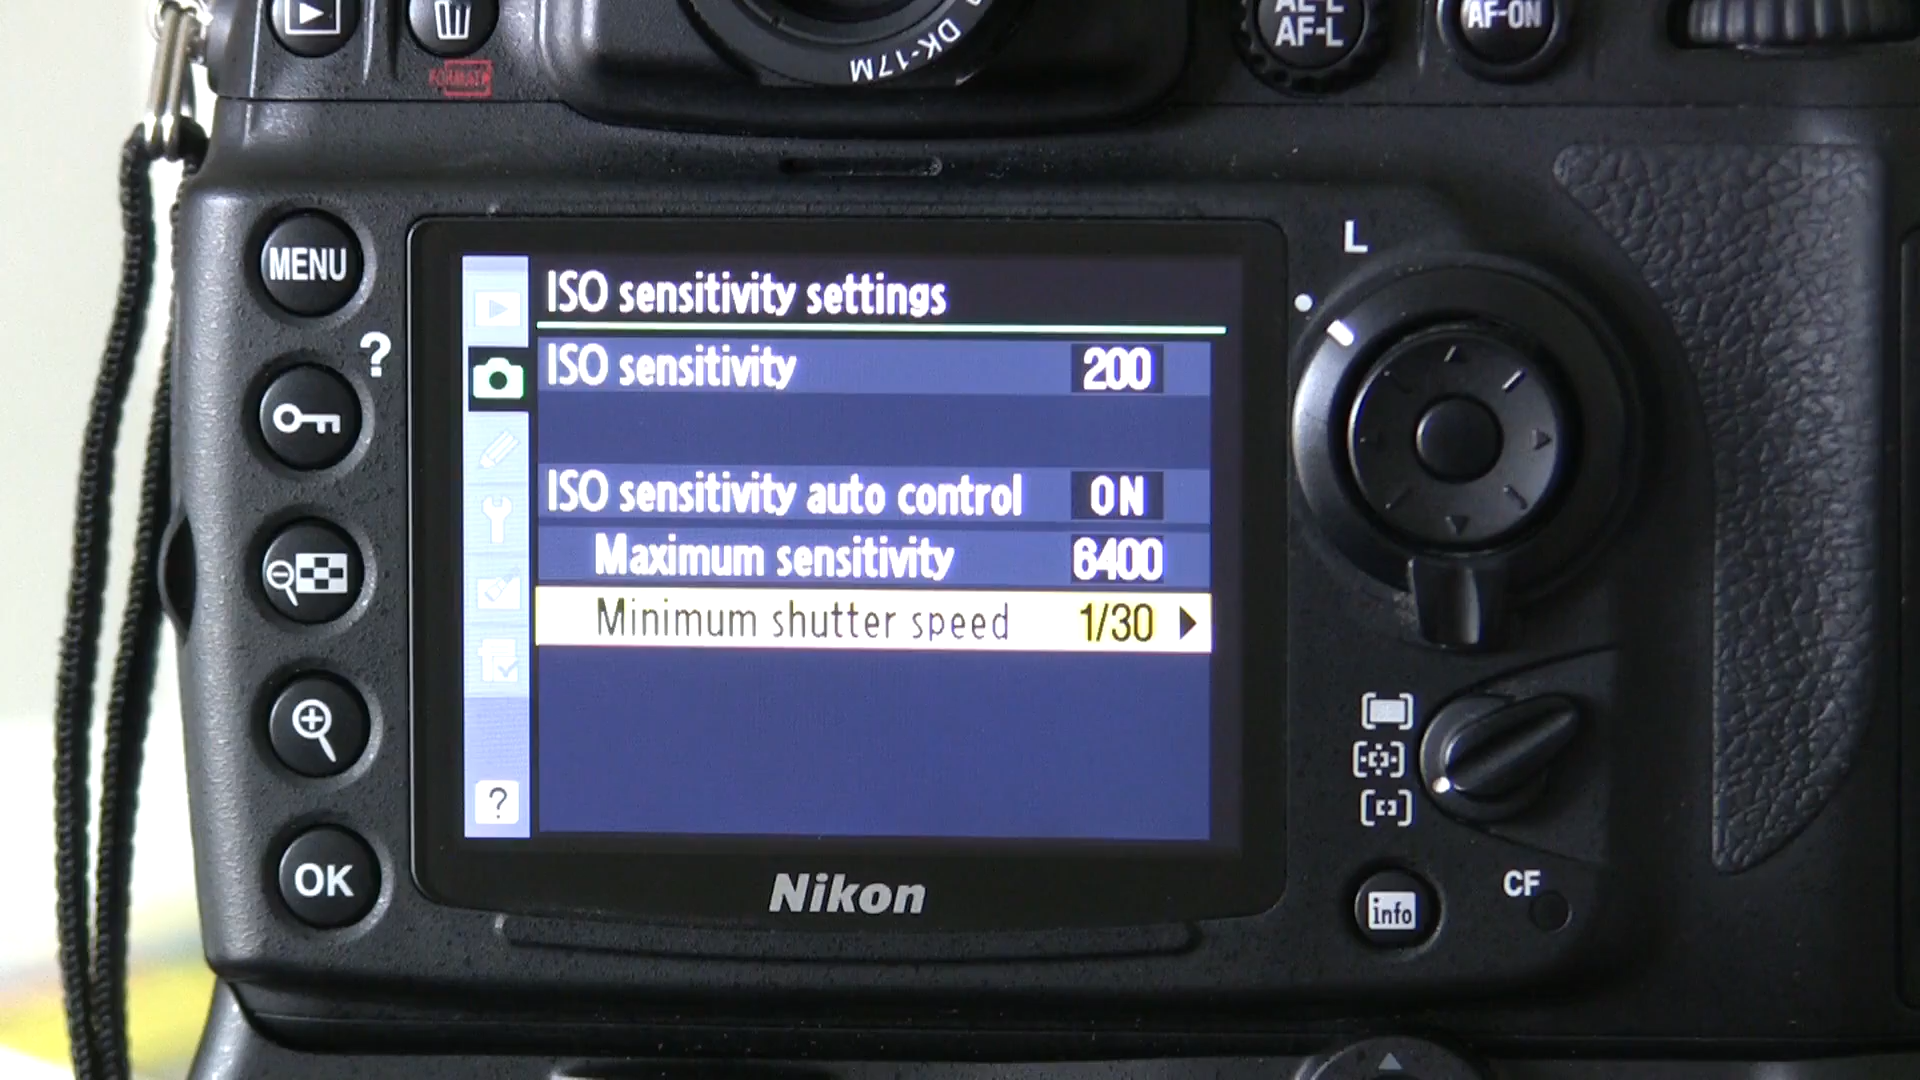 DK-17M
AE-L
AF-L
AF-ON
FORMAT
L
MENU
?
ISO sensitivity settings
ISO sensitivity 200
ISO sensitivity auto control ON
Maximum sensitivity 6400
Minimum shutter speed 1/30
?
OK
Nikon
info
CF